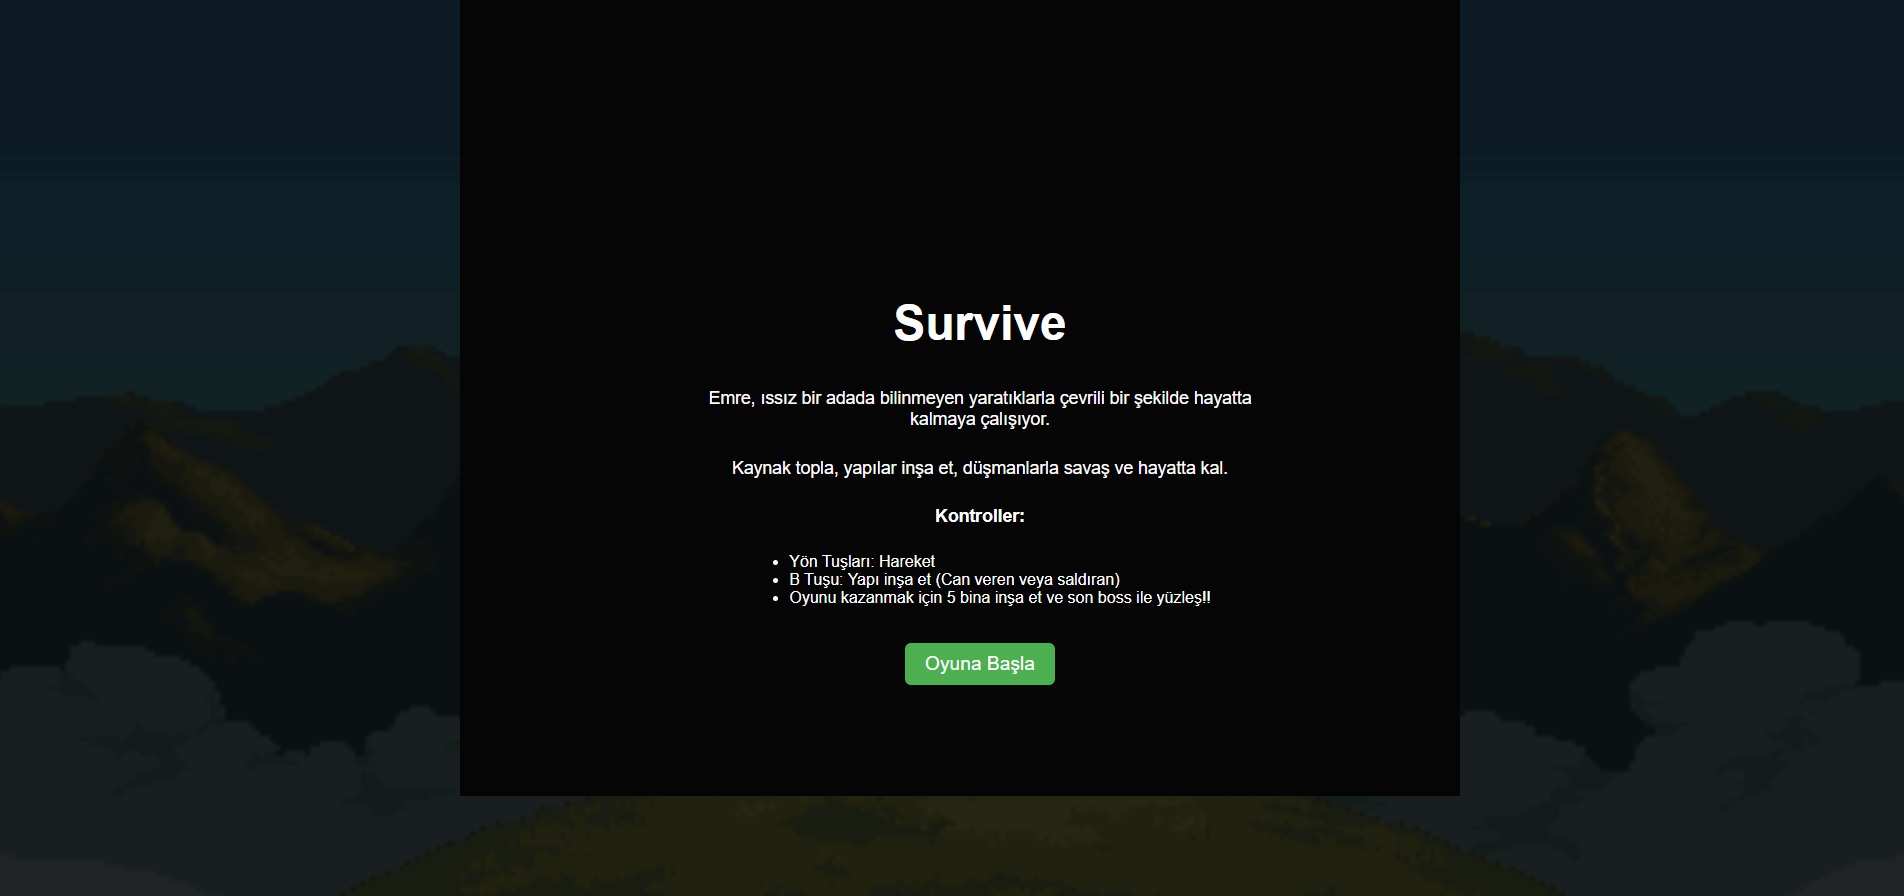 Survive
Emre, ıssız bir adada bilinmeyen yaratıklarla çevrili bir şekilde hayatta
kalmaya çalışıyor.
Kaynak topla, yapılar inşa et, düşmanlarla savaş ve hayatta kal.
Kontroller:
• Yön Tuşları: Hareket
• B Tuşu: Yapı inşa et (Can veren veya saldıran)
• Oyunu kazanmak için 5 bina inşa et ve son boss ile yüzleş!!
Oyuna Başla